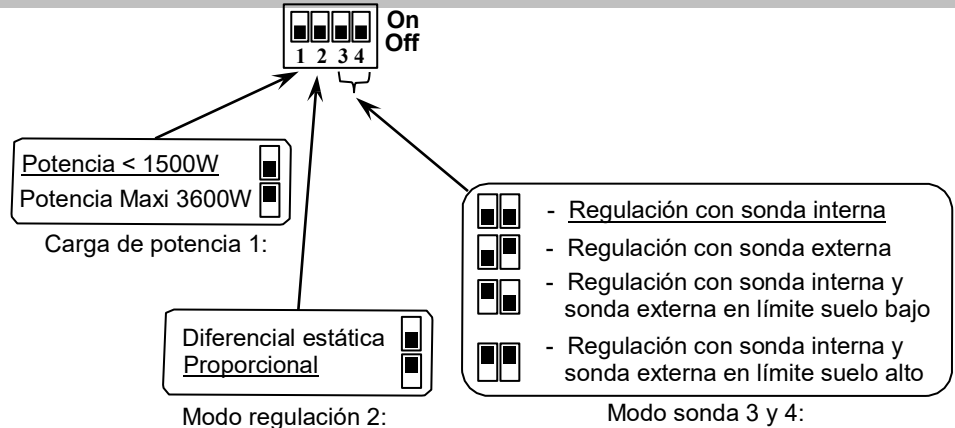 On
Off
1 2 3 4
Potencia < 1500W
Potencia Maxi 3600W
Carga de potencia 1:
Diferencial estática
Proporcional
Modo regulación 2:
- Regulación con sonda interna
- Regulación con sonda externa
- Regulación con sonda interna y
sonda externa en límite suelo bajo
- Regulación con sonda interna y
sonda externa en límite suelo alto
Modo sonda 3 y 4: